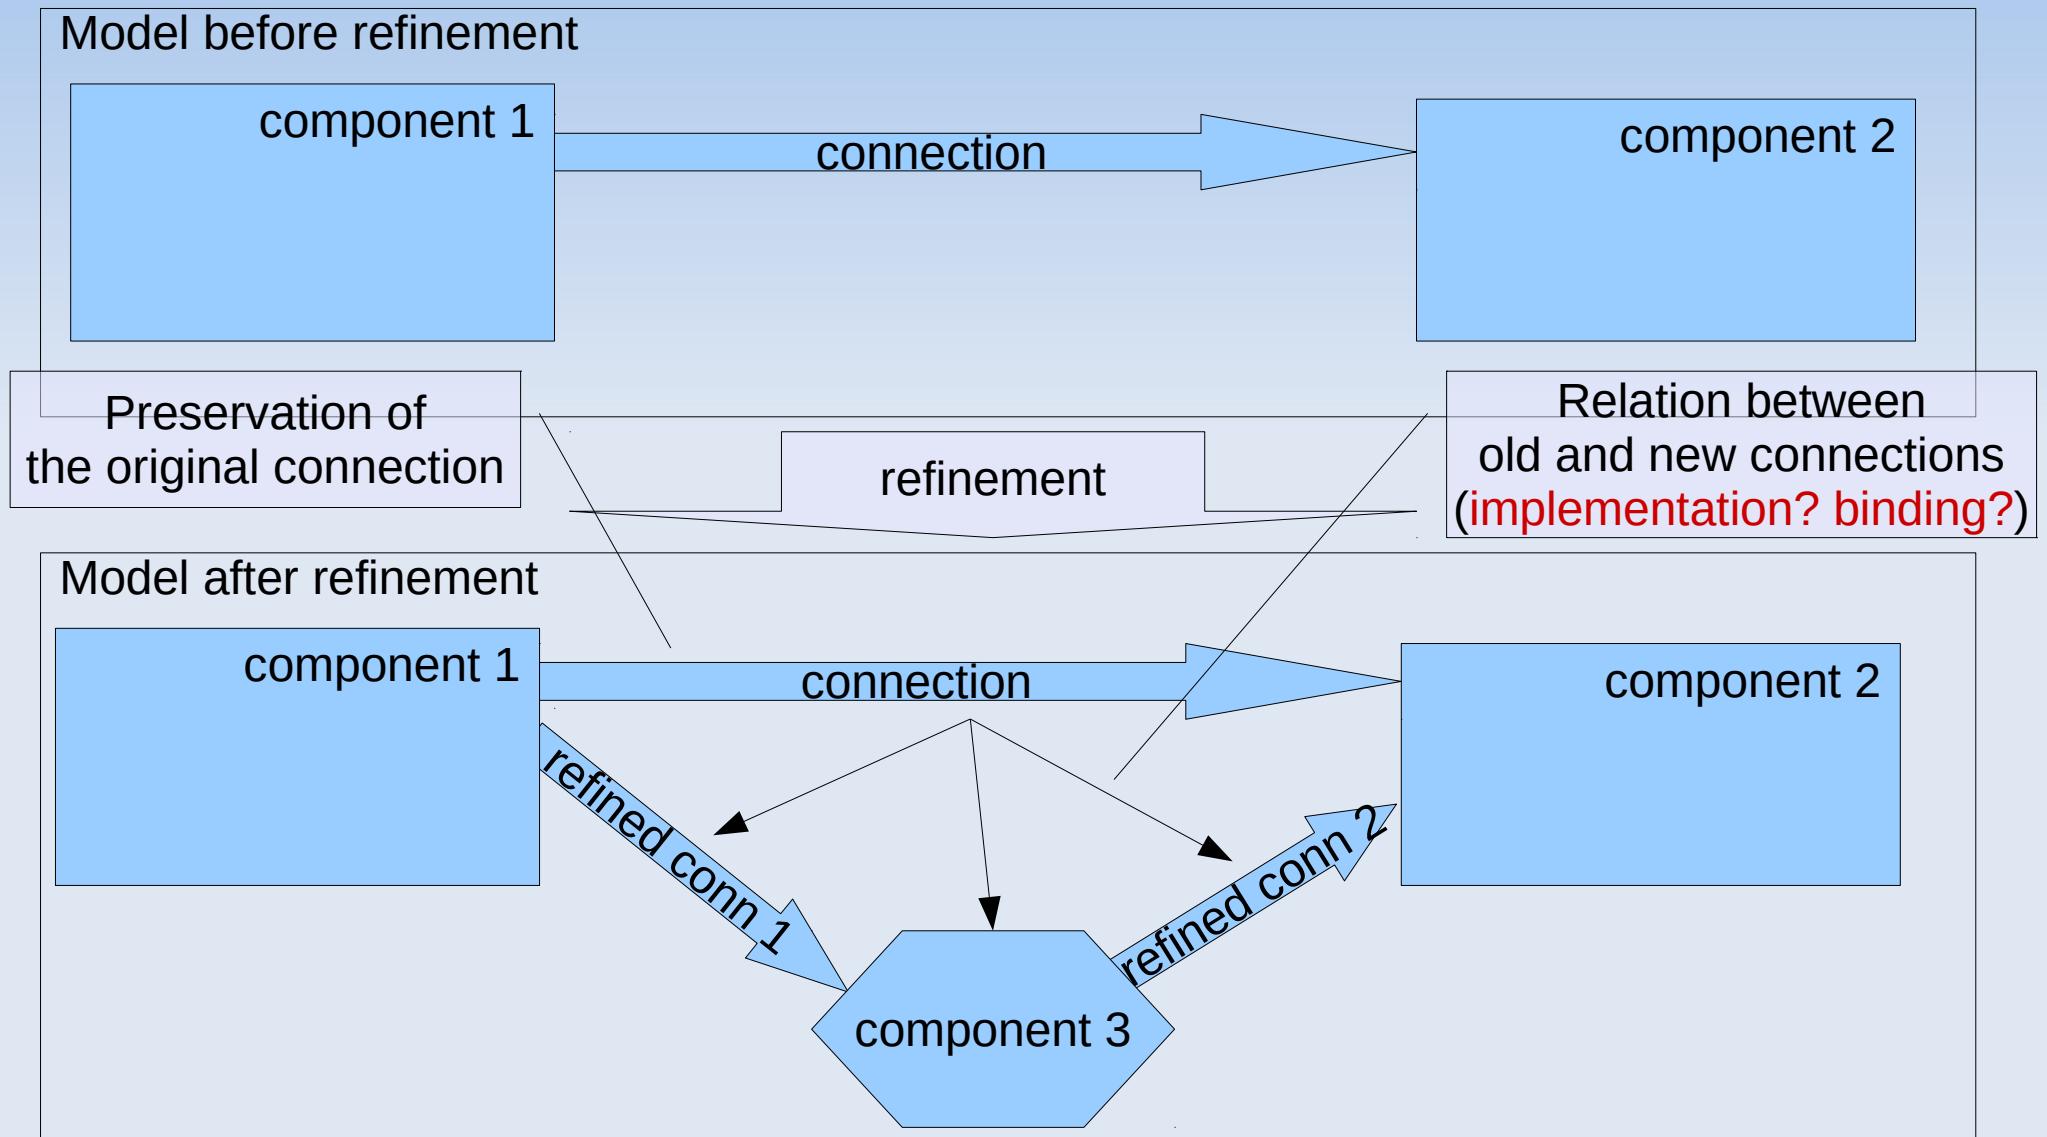 Model before refinement
component 1
connection
component 2
Preservation of
the original connection
refinement
Relation between
old and new connections
(implementation? binding?)
Model after refinement
component 1
connection
component 2
refined conn 1
refined conn 2
component 3